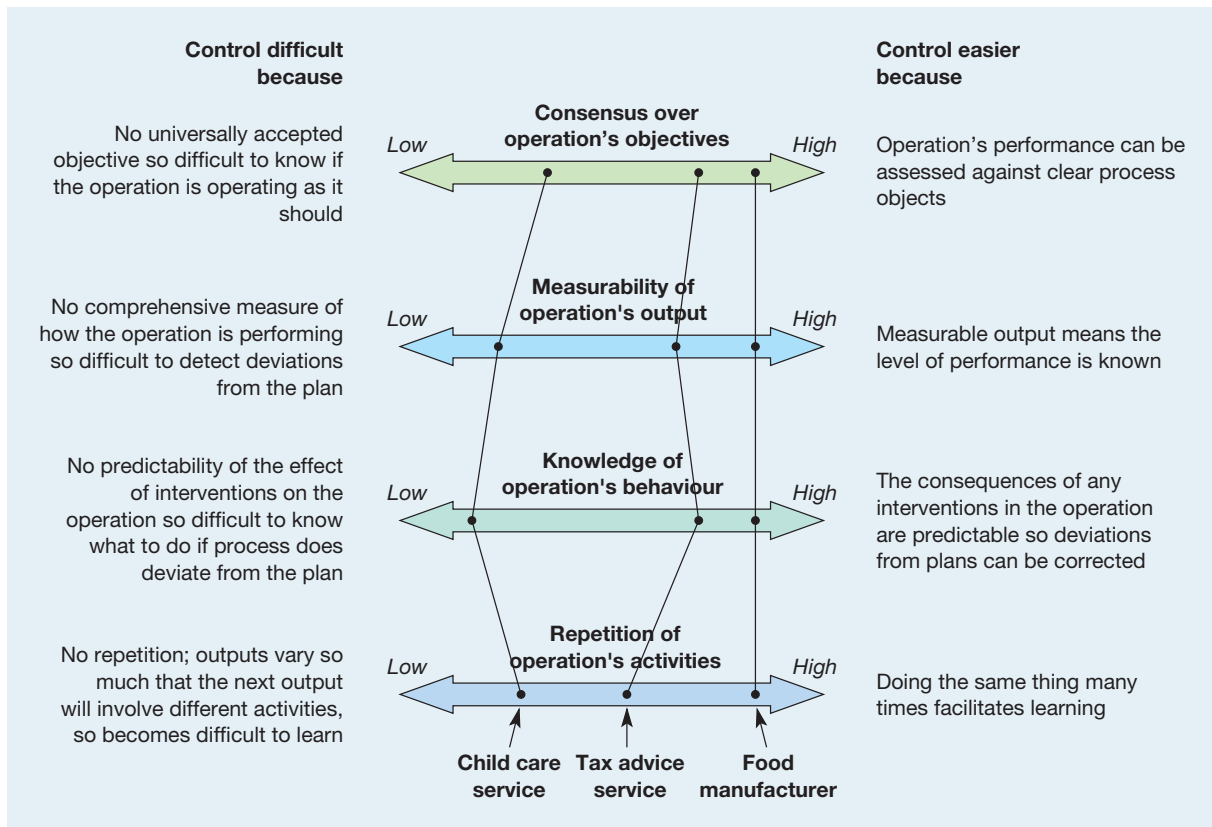 Control difficult
because
Control easier
because
No universally accepted
objective so difficult to know if
the operation is operating as it
should
Consensus over
operation’s objectives
Low
High
Operation’s performance can be
assessed against clear process
objects
No comprehensive measure of
how the operation is performing
so difficult to detect deviations
from the plan
Measurability of
operation's output
Low
High
Measurable output means the
level of performance is known
No predictability of the effect
of interventions on the
operation so difficult to know
what to do if process does
deviate from the plan
Knowledge of
operation's behaviour
Low
High
The consequences of any
interventions in the operation
are predictable so deviations
from plans can be corrected
No repetition; outputs vary so
much that the next output
will involve different activities,
so becomes difficult to learn
Repetition of
operation's activities
Low
High
Doing the same thing many
times facilitates learning
Child care
service
Tax advice
service
Food
manufacturer